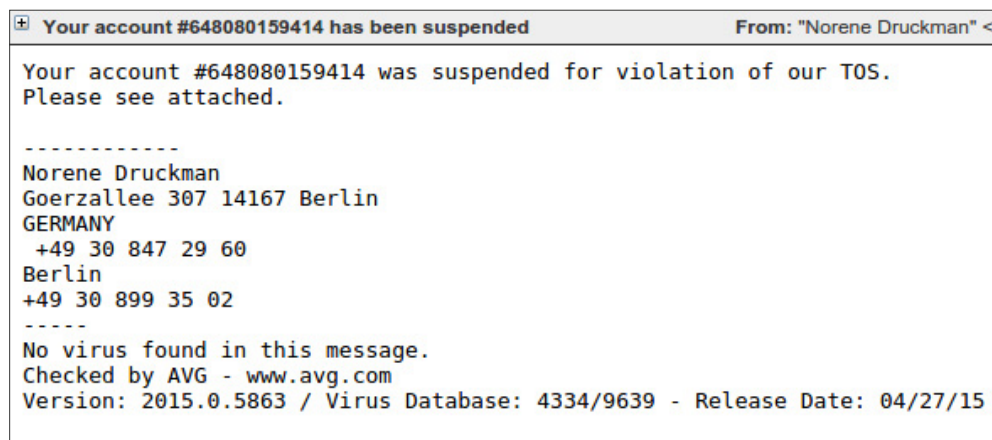 Your account #648080159414 has been suspended From: "Norene Druckman" <
Your account #648080159414 was suspended for violation of our TOS.
Please see attached.
------------
Norene Druckman
Goerzallee 307 14167 Berlin
GERMANY
+49 30 847 29 60
Berlin
+49 30 899 35 02
-----
No virus found in this message.
Checked by AVG - www.avg.com
Version: 2015.0.5863 / Virus Database: 4334/9639 - Release Date: 04/27/15